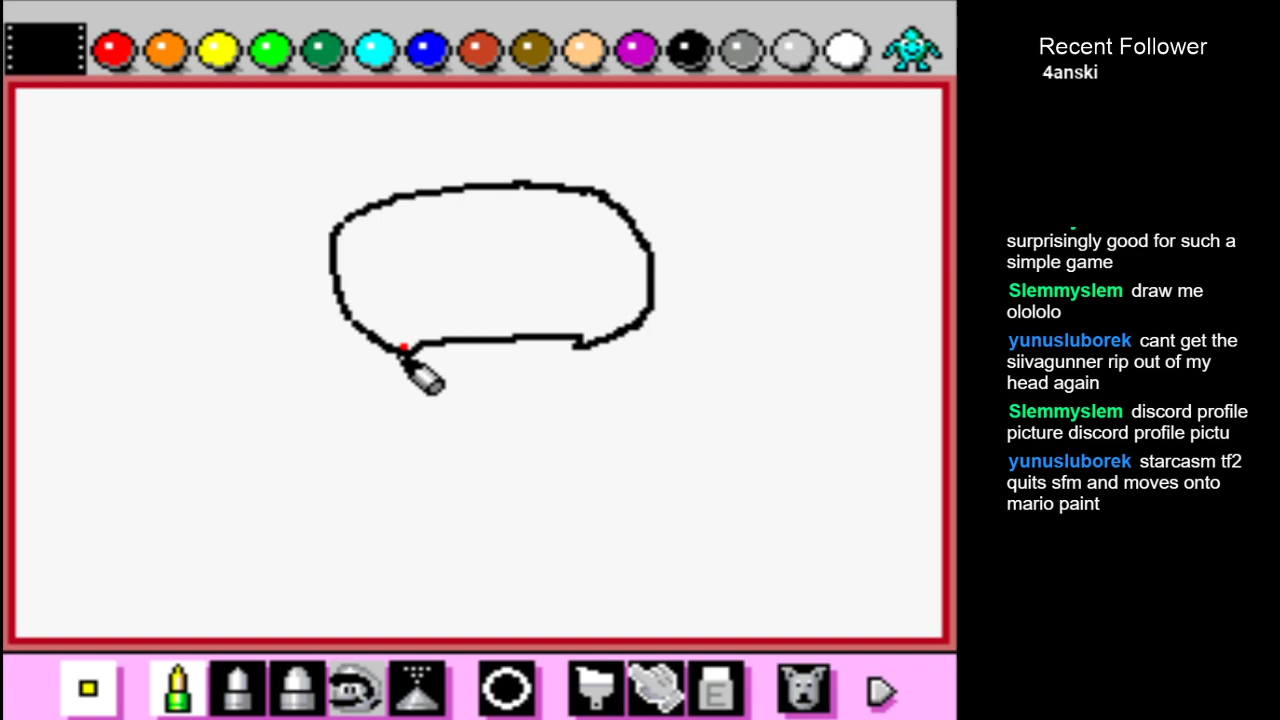 Recent Follower
4anski
surprisingly good for such a
simple game
Slemmyslem draw me
olololo
yunusluborek cant get the
siivagunner rip out of my
head again
Slemmyslem discord profile
picture discord profile pictu
yunusluborek starcasm tf2
quits sfm and moves onto
mario paint
E